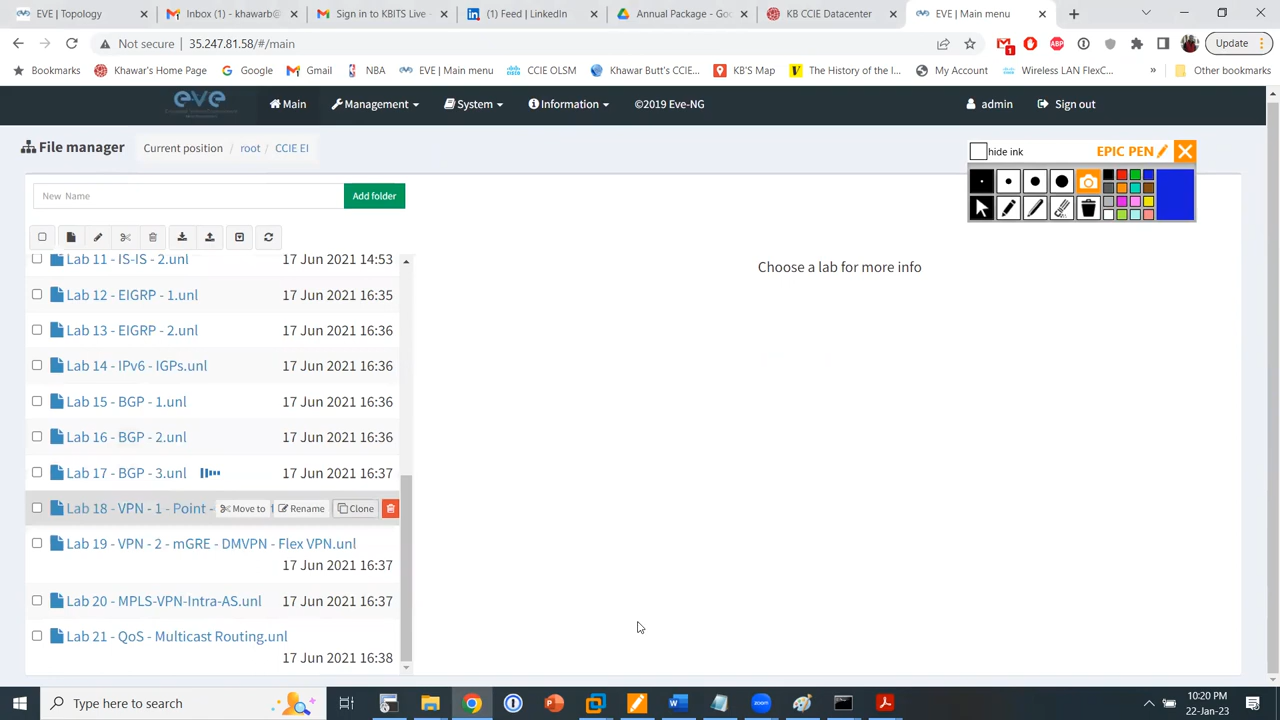 EVE | Topology
Inbox (1) - khawarb@
Sign in to KBITS Live -
(1) Feed | LinkedIn
Annual Package - Goo
KB CCIE Datacenter
EVE | Main menu
Not secure
35.247.81.58/#/main
Update
Bookmarks
Khawar's Home Page
Google
Gmail
NBA
EVE | Main menu
CCIE OLSM
Khawar Butt's CCIE...
KB'S Map
The History of the I...
My Account
Wireless LAN FlexC...
»
Other bookmarks
eve
Main
Management
System
Information
©2019 Eve-NG
admin
Sign out
File manager
Current position
root
CCIE EI
hide ink
EPIC PEN
New Name
Add folder
Choose a lab for more info
Lab 11 - IS-IS - 2.unl 17 Jun 2021 14:53
Lab 12 - EIGRP - 1.unl 17 Jun 2021 16:35
Lab 13 - EIGRP - 2.unl 17 Jun 2021 16:36
Lab 14 - IPv6 - IGPs.unl 17 Jun 2021 16:36
Lab 15 - BGP - 1.unl 17 Jun 2021 16:36
Lab 16 - BGP - 2.unl 17 Jun 2021 16:36
Lab 17 - BGP - 3.unl 17 Jun 2021 16:37
Lab 18 - VPN - 1 - Point - Move to Rename Clone
Lab 19 - VPN - 2 - mGRE - DMVPN - Flex VPN.unl
17 Jun 2021 16:37
Lab 20 - MPLS-VPN-Intra-AS.unl 17 Jun 2021 16:37
Lab 21 - QoS - Multicast Routing.unl
17 Jun 2021 16:38
Type here to search
zoom
10:20 PM
22-Jan-23